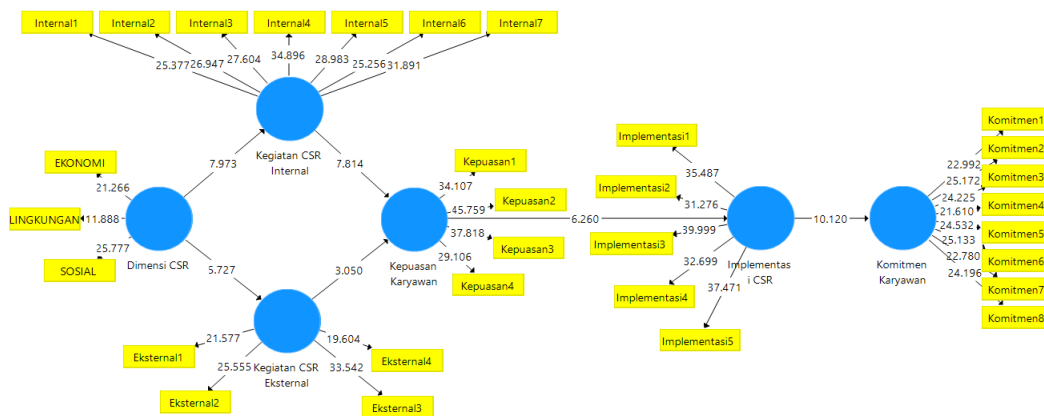 Internal1
Internal2
Internal3
Internal4
Internal5
Internal6
Internal7
25.377
26.947
27.604
34.896
28.983
25.256
31.891
Kegiatan CSR
Internal
7.973
7.814
EKONOMI
LINGKUNGAN
SOSIAL
21.266
11.888
25.777
Dimensi CSR
5.727
3.050
Kegiatan CSR
Eksternal
21.577
25.555
19.604
33.542
Eksternal1
Eksternal2
Eksternal4
Eksternal3
Kepuasan
Karyawan
34.107
45.759
37.818
29.106
Kepuasan1
Kepuasan2
Kepuasan3
Kepuasan4
6.260
Implementasi1
Implementasi2
Implementasi3
Implementasi4
Implementasi5
35.487
31.276
39.999
32.699
37.471
Implementas
i CSR
10.120
Komitmen
Karyawan
22.992
25.172
24.225
21.610
24.532
25.133
22.780
24.196
Komitmen1
Komitmen2
Komitmen3
Komitmen4
Komitmen5
Komitmen6
Komitmen7
Komitmen8